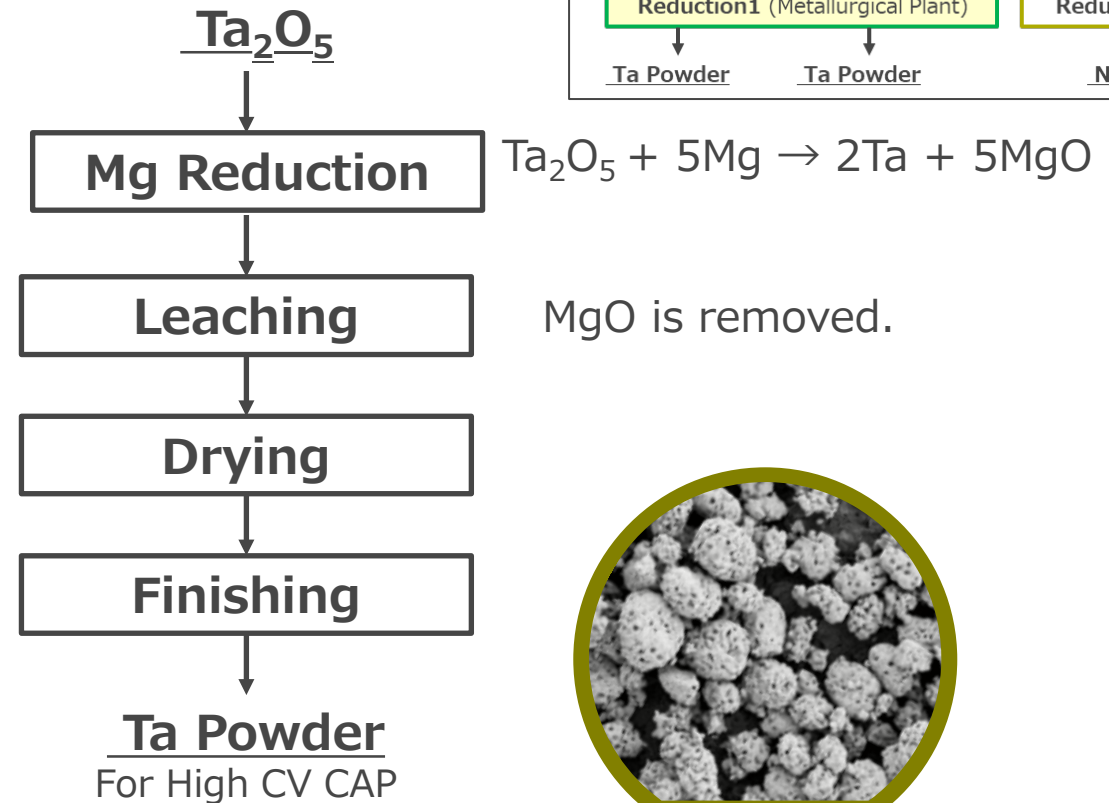 Ta₂O₅
Reduction1 (Metallurgical Plant)
Ta Powder
Ta Powder
Mg Reduction
Ta₂O₅ + 5Mg → 2Ta + 5MgO
Leaching
MgO is removed.
Drying
Finishing
Ta Powder
For High CV CAP